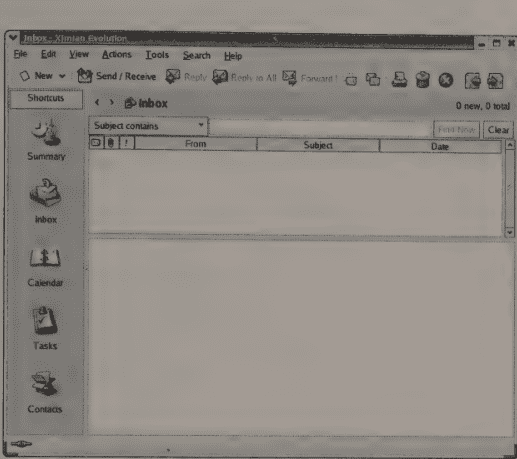 Inbox - Ximian Evolution
File Edit View Actions Tools Search Help
New Send / Receive Reply Reply to All Forward
Shortcuts
Inbox
0 new, 0 total
Subject contains
Find Now Clear
! From Subject Date
Summary
Inbox
Calendar
Tasks
Contacts